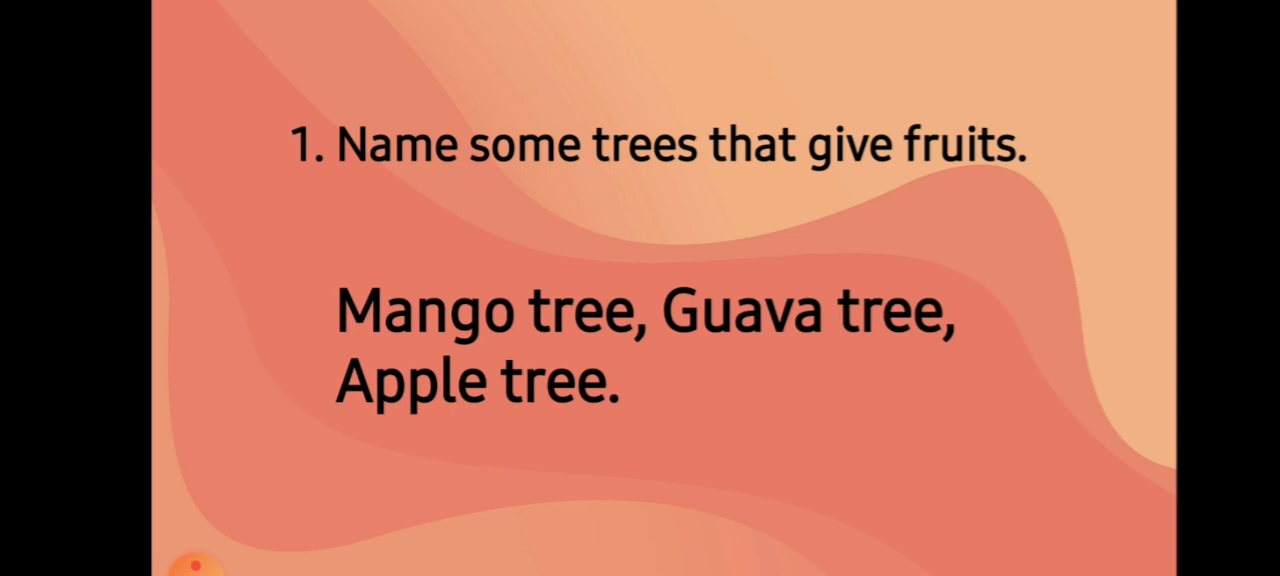 1. Name some trees that give fruits.
Mango tree, Guava tree,
Apple tree.